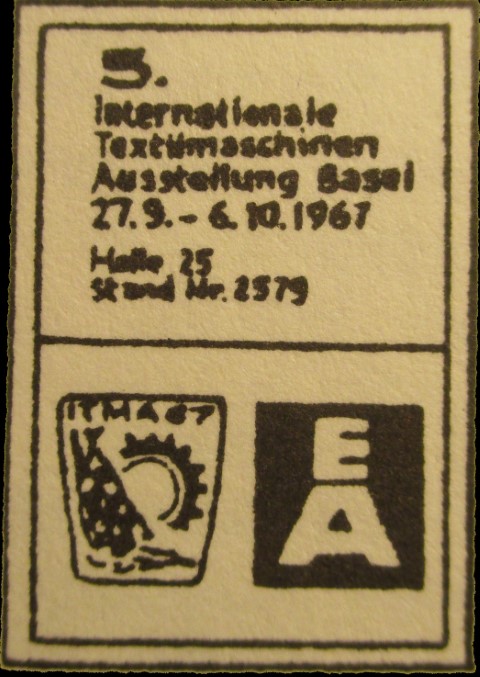 5.
Internationale
Textilmaschinen
Ausstellung Basel
27.9.-6.10.1967
Halle 25
Stand Nr. 2579
ITMA 67
E
A